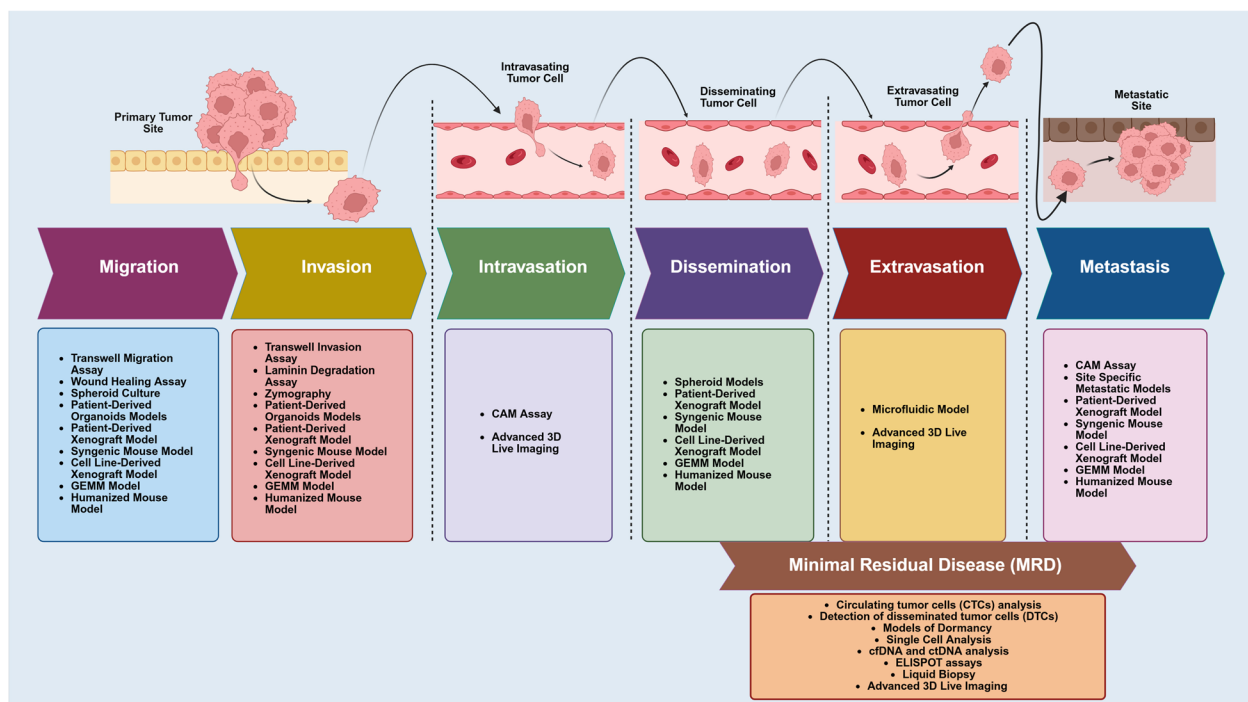 Primary Tumor
Site
Intravasating
Tumor Cell
Disseminating
Tumor Cell
Extravasating
Tumor Cell
Metastatic
Site
Migration
Invasion
Intravasation
Dissemination
Extravasation
Metastasis
• Transwell Migration
Assay
• Wound Healing Assay
• Spheroid Culture
• Patient-Derived
Organoids Models
• Patient-Derived
Xenograft Model
• Syngenic Mouse Model
• Cell Line-Derived
Xenograft Model
• GEMM Model
• Humanized Mouse
Model
• Transwell Invasion
Assay
• Laminin Degradation
Assay
• Zymography
• Patient-Derived
Organoids Models
• Patient-Derived
Xenograft Model
• Syngenic Mouse Model
• Cell Line-Derived
Xenograft Model
• GEMM Model
• Humanized Mouse
Model
• CAM Assay
• Advanced 3D
Live Imaging
• Spheroid Models
• Patient-Derived
Xenograft Model
• Syngenic Mouse
Model
• Cell Line-Derived
Xenograft Model
• GEMM Model
• Humanized Mouse
Model
• Microfluidic Model
• Advanced 3D Live
Imaging
• CAM Assay
• Site Specific
Metastatic Models
• Patient-Derived
Xenograft Model
• Syngenic Mouse
Model
• Cell Line-Derived
Xenograft Model
• GEMM Model
• Humanized Mouse
Model
Minimal Residual Disease (MRD)
• Circulating tumor cells (CTCs) analysis
• Detection of disseminated tumor cells (DTCs)
• Models of Dormancy
• Single Cell Analysis
• cfDNA and ctDNA analysis
• ELISPOT assays
• Liquid Biopsy
• Advanced 3D Live Imaging